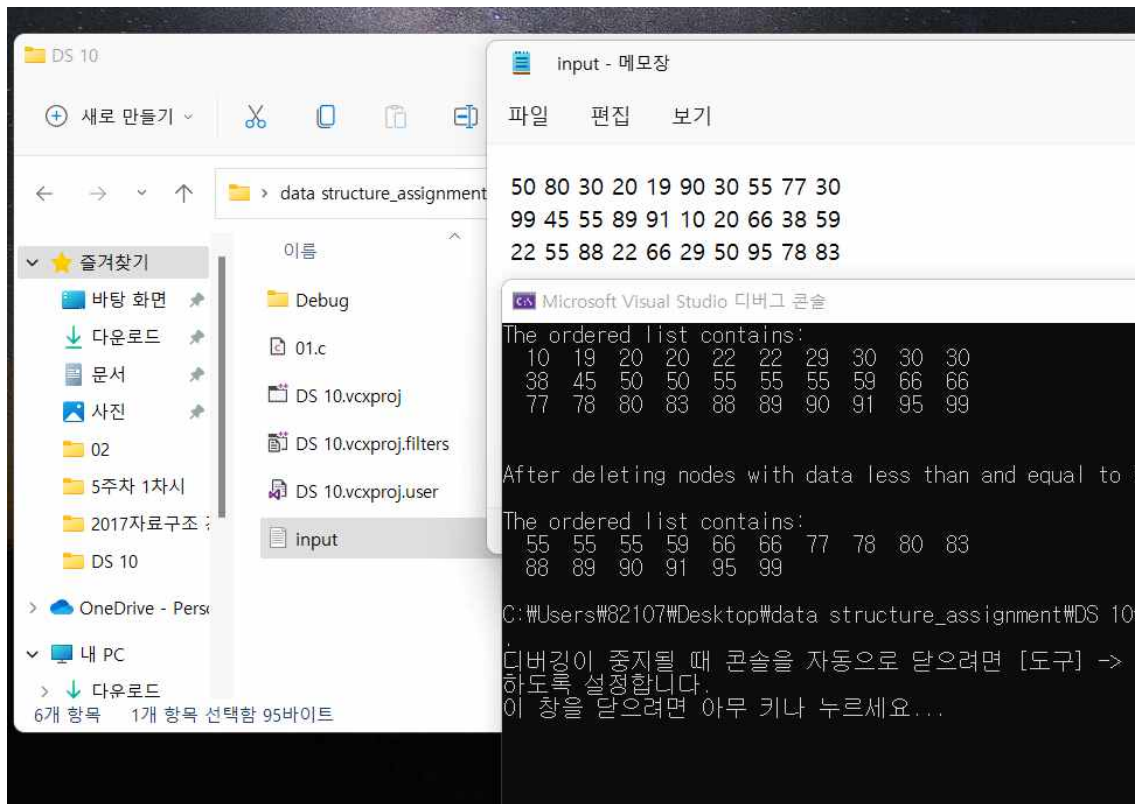 DS 10
새로 만들기
data structure_assignment
즐겨찾기
바탕 화면
다운로드
문서
사진
02
5주차 1차시
2017자료구조
DS 10
OneDrive - Perso
내 PC
다운로드
이름
Debug
01.c
DS 10.vcxproj
DS 10.vcxproj.filters
DS 10.vcxproj.user
input
6개 항목 1개 항목 선택함 95바이트
input - 메모장
파일 편집 보기
50 80 30 20 19 90 30 55 77 30
99 45 55 89 91 10 20 66 38 59
22 55 88 22 66 29 50 95 78 83
Microsoft Visual Studio 디버그 콘솔
The ordered list contains:
10 19 20 20 22 22 29 30 30 30
38 45 50 50 55 55 55 59 66 66
77 78 80 83 88 89 90 91 95 99
After deleting nodes with data less than and equal to
The ordered list contains:
55 55 55 59 66 66 77 78 80 83
88 89 90 91 95 99
C:₩Users₩82107₩Desktop₩data structure_assignment₩DS 10
.
디버깅이 중지될 때 콘솔을 자동으로 닫으려면 [도구] ->
하도록 설정합니다.
이 창을 닫으려면 아무 키나 누르세요...